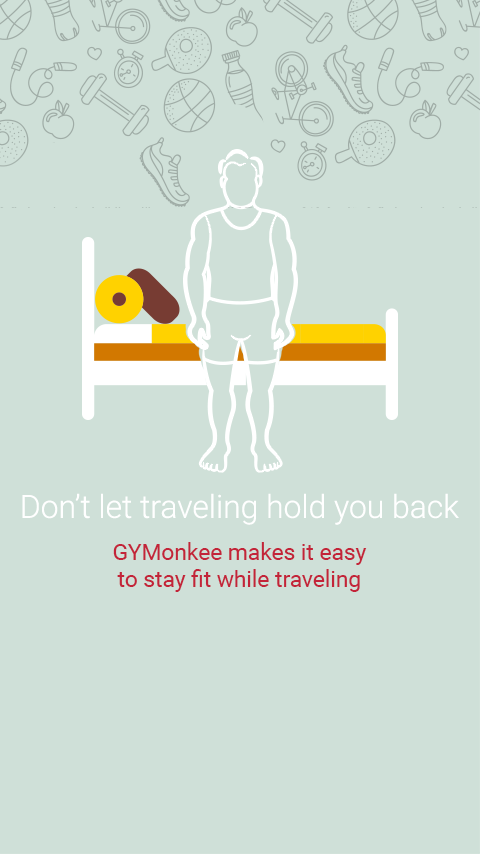 Don’t let traveling hold you back
GYMonkee makes it easy
to stay fit while traveling